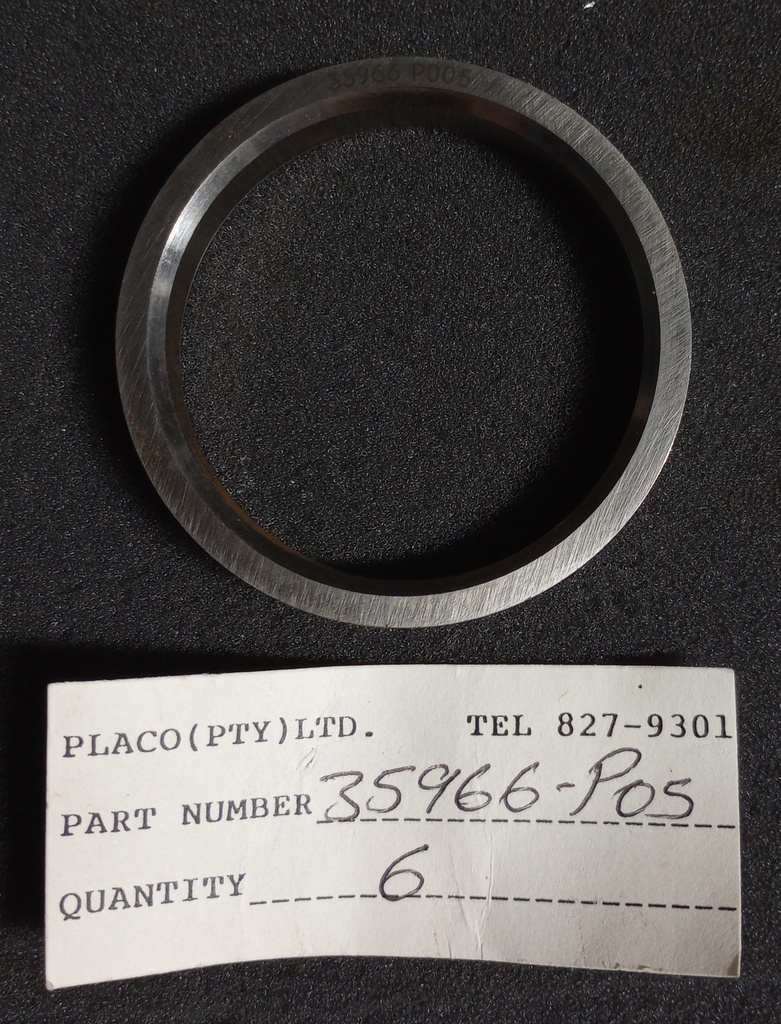 35966 P005
PLACO(PTY)LTD. TEL 827-9301
PART NUMBER 35966-P05
QUANTITY 6